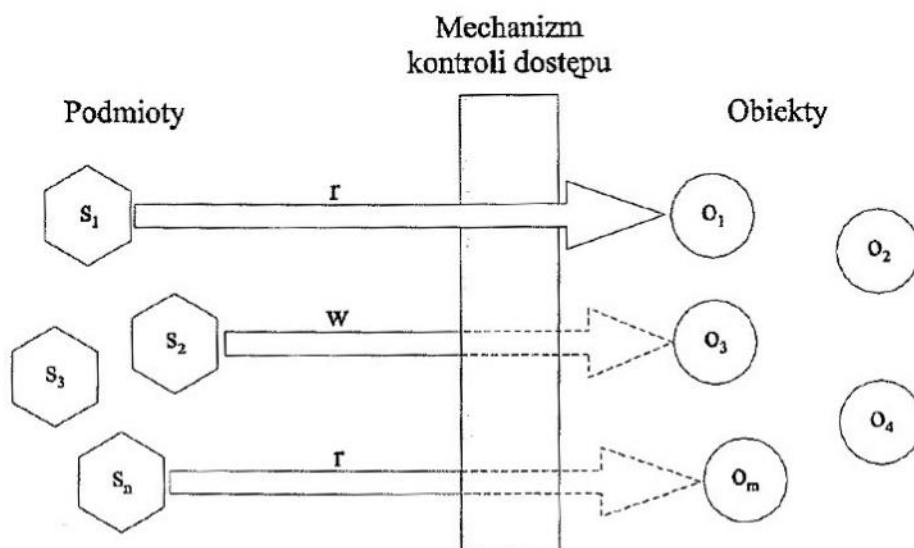 Mechanizm
kontroli dostępu
Podmioty
Obiekty
S₁
r
O₁
O₂
S₂
w
O₃
S₃
O₄
Sₙ
r
Oₘ